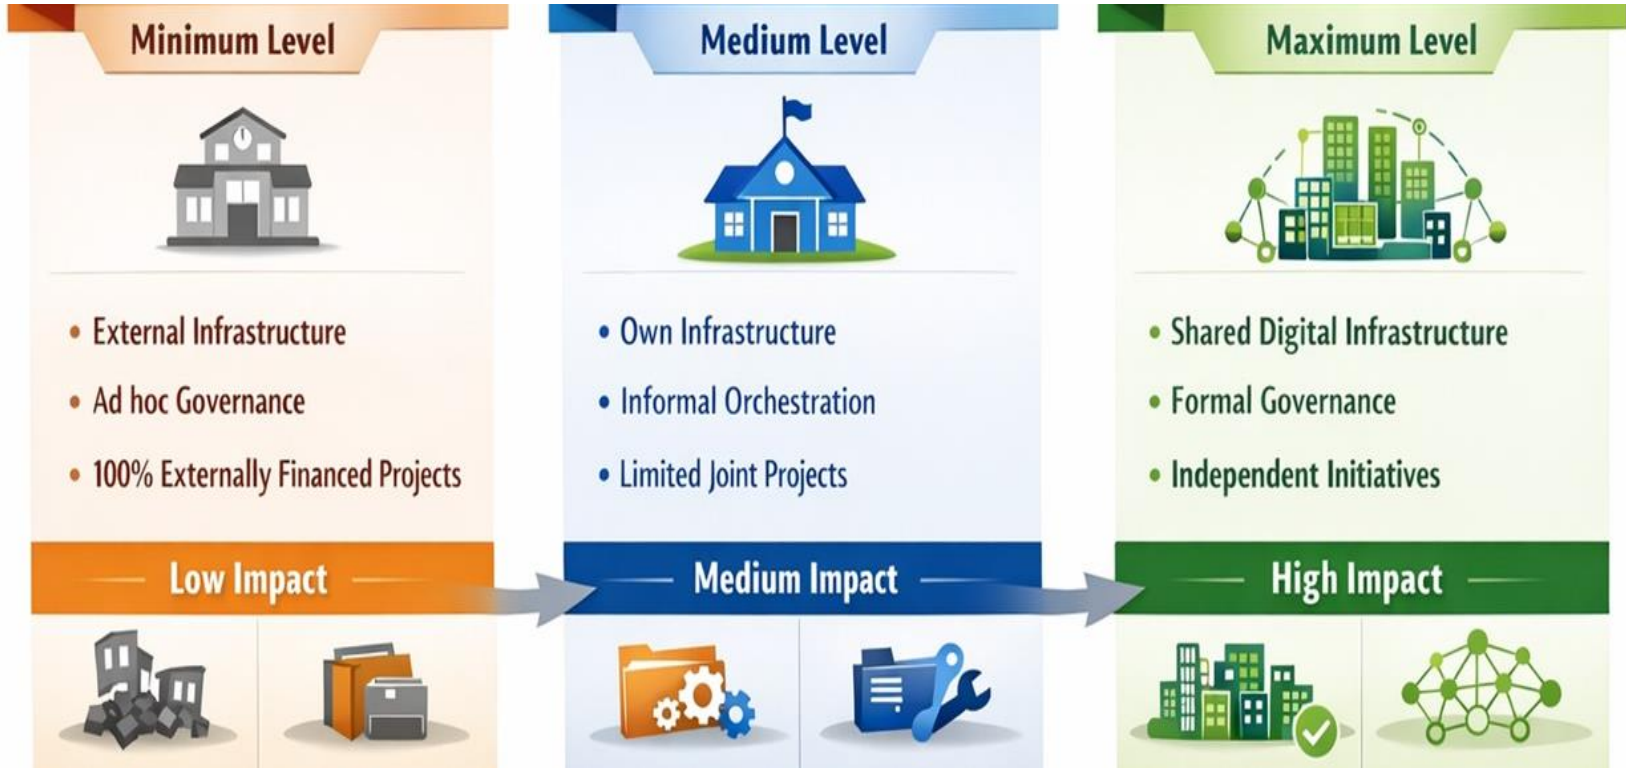 Minimum Level
External Infrastructure
Ad hoc Governance
100% Externally Financed Projects
Low Impact
Medium Level
Own Infrastructure
Informal Orchestration
Limited Joint Projects
Medium Impact
Maximum Level
Shared Digital Infrastructure
Formal Governance
Independent Initiatives
High Impact